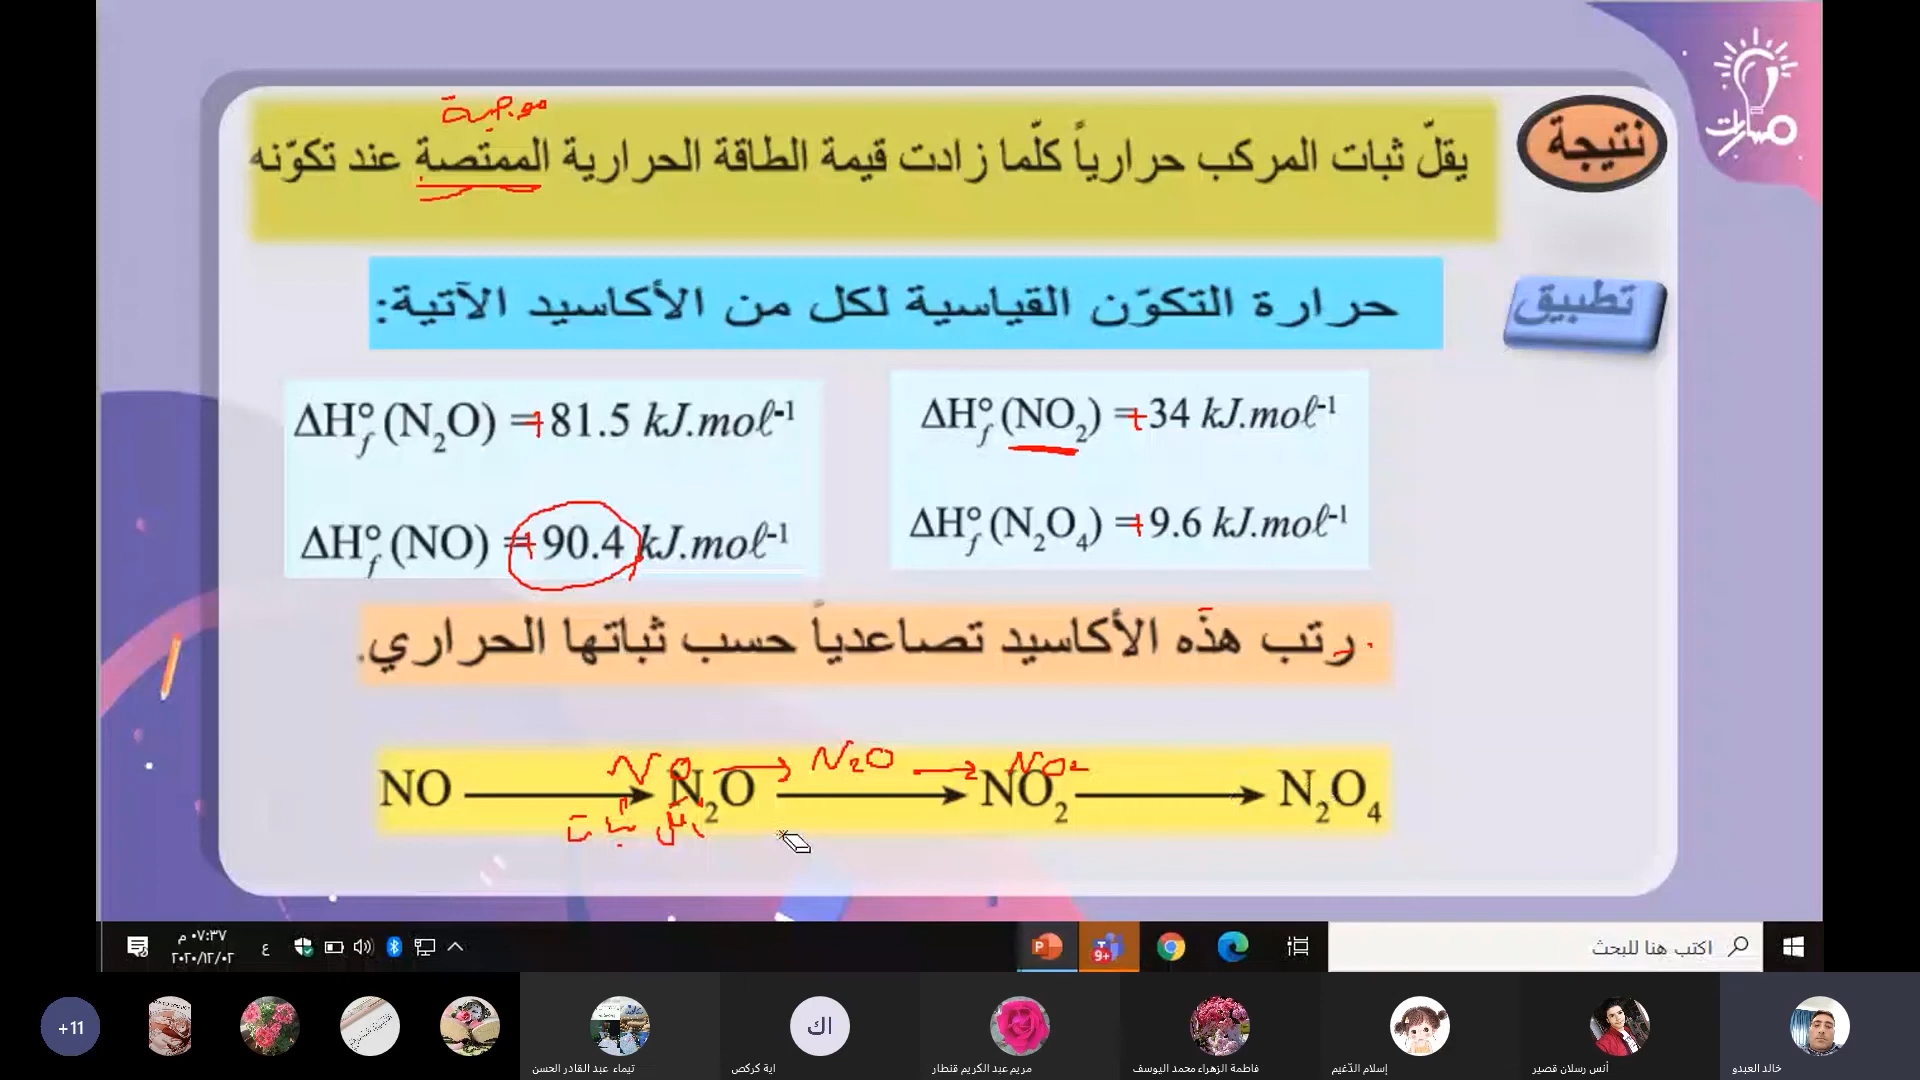 مسارات
نتيجة
موجبة
يقلّ ثبات المركب حرارياً كلّما زادت قيمة الطاقة الحرارية الممتصة عند تكوّنه
تطبيق
حرارة التكوّن القياسية لكل من الأكاسيد الآتية:
ΔH°f (NO₂) = +34 kJ.moℓ⁻¹
ΔH°f (N₂O₄) = +9.6 kJ.moℓ⁻¹
ΔH°f (N₂O) = +81.5 kJ.moℓ⁻¹
ΔH°f (NO) = +90.4 kJ.moℓ⁻¹
رتب هذه الأكاسيد تصاعدياً حسب ثباتها الحراري.
NO → N₂O → NO₂
NO → N₂O → NO₂ → N₂O₄
اكتب هنا للبحث
9+
ع
٠٧:٣٧ م
٢٠٢٠/١٢/٠٢
خالد العبدو
أنس رسلان قصير
إسلام الدّغيم
فاطمة الزهراء محمد اليوسف
مريم عبد الكريم قنطار
اك
اية كركص
تيماء عبد القادر الحسن
+11